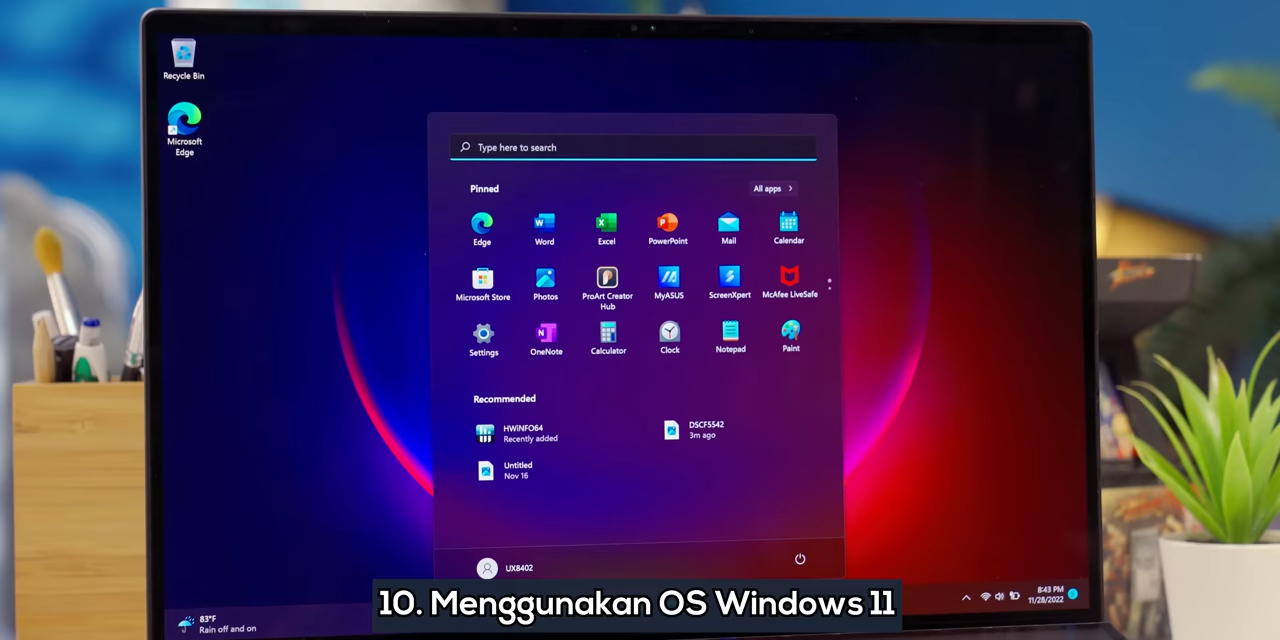 Recycle Bin
Microsoft
Edge
Type here to search
Pinned
All apps
Edge
Word
Excel
PowerPoint
Mail
Calendar
Microsoft Store
Photos
ProArt Creator
Hub
MyASUS
ScreenXpert
McAfee LiveSafe
Settings
OneNote
Calculator
Clock
Notepad
Paint
Recommended
HWiNFO64
Recently added
DSCF5542
3m ago
Untitled
Nov 16
UX8402
83°F
Rain off and on
8:43 PM
11/28/2022
10. Menggunakan OS Windows 11